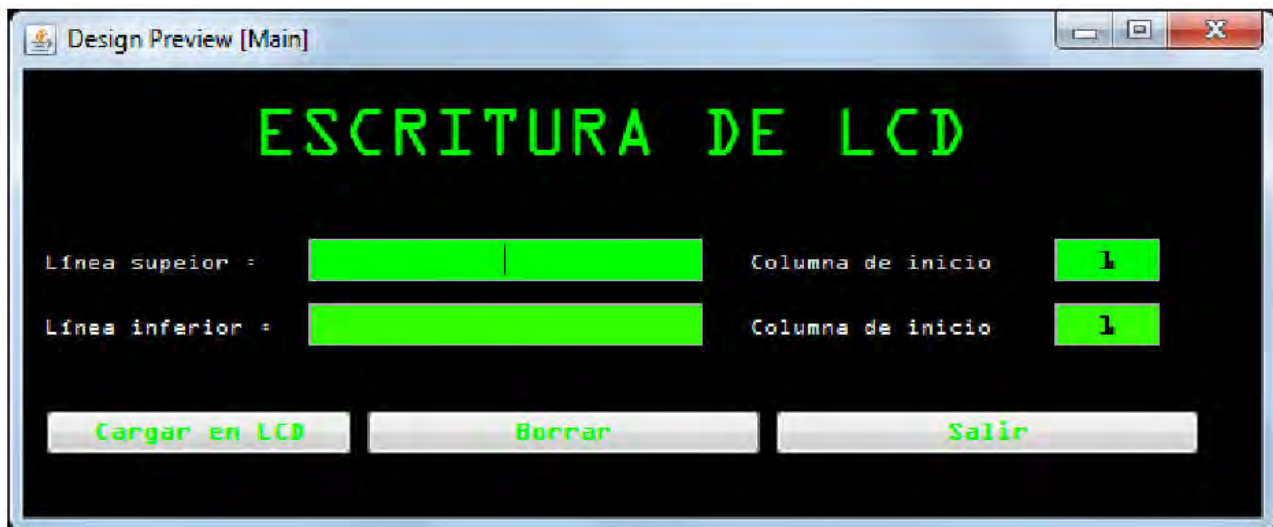 Design Preview [Main]
ESCRITURA DE LCD
Línea supeior =
Columna de inicio
1
Línea inferior =
Columna de inicio
1
Cargar en LCD
Borrar
Salir